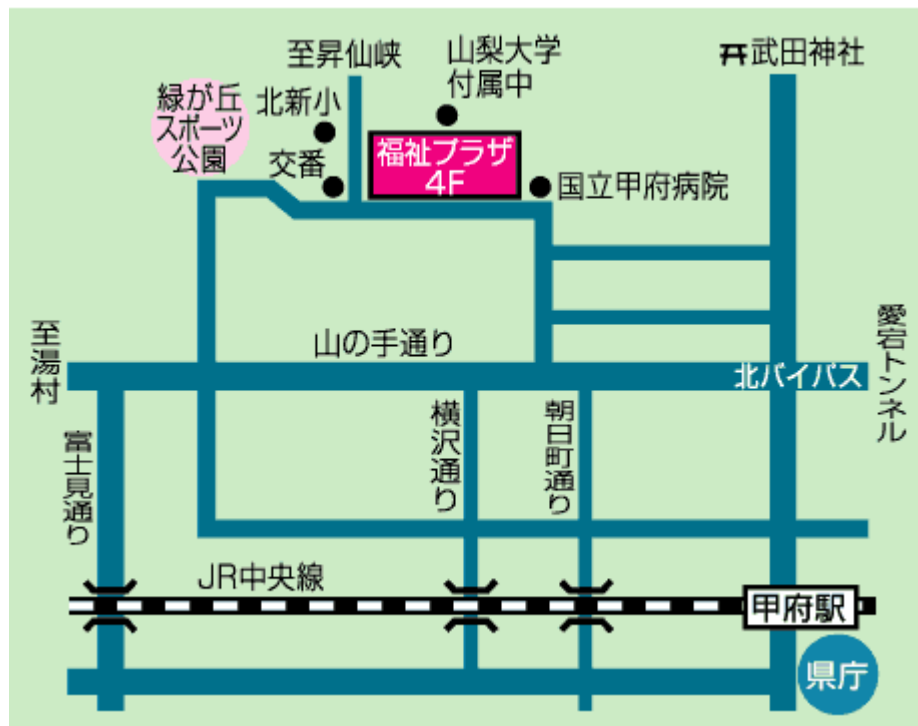 至昇仙峡
山梨大学
付属中
武田神社
緑が丘
スポーツ
公園
北新小
交番
福祉プラザ
4F
国立甲府病院
山の手通り
至湯村
北バイパス
愛宕トンネル
富士見通り
横沢通り
朝日町通り
JR中央線
甲府駅
県庁